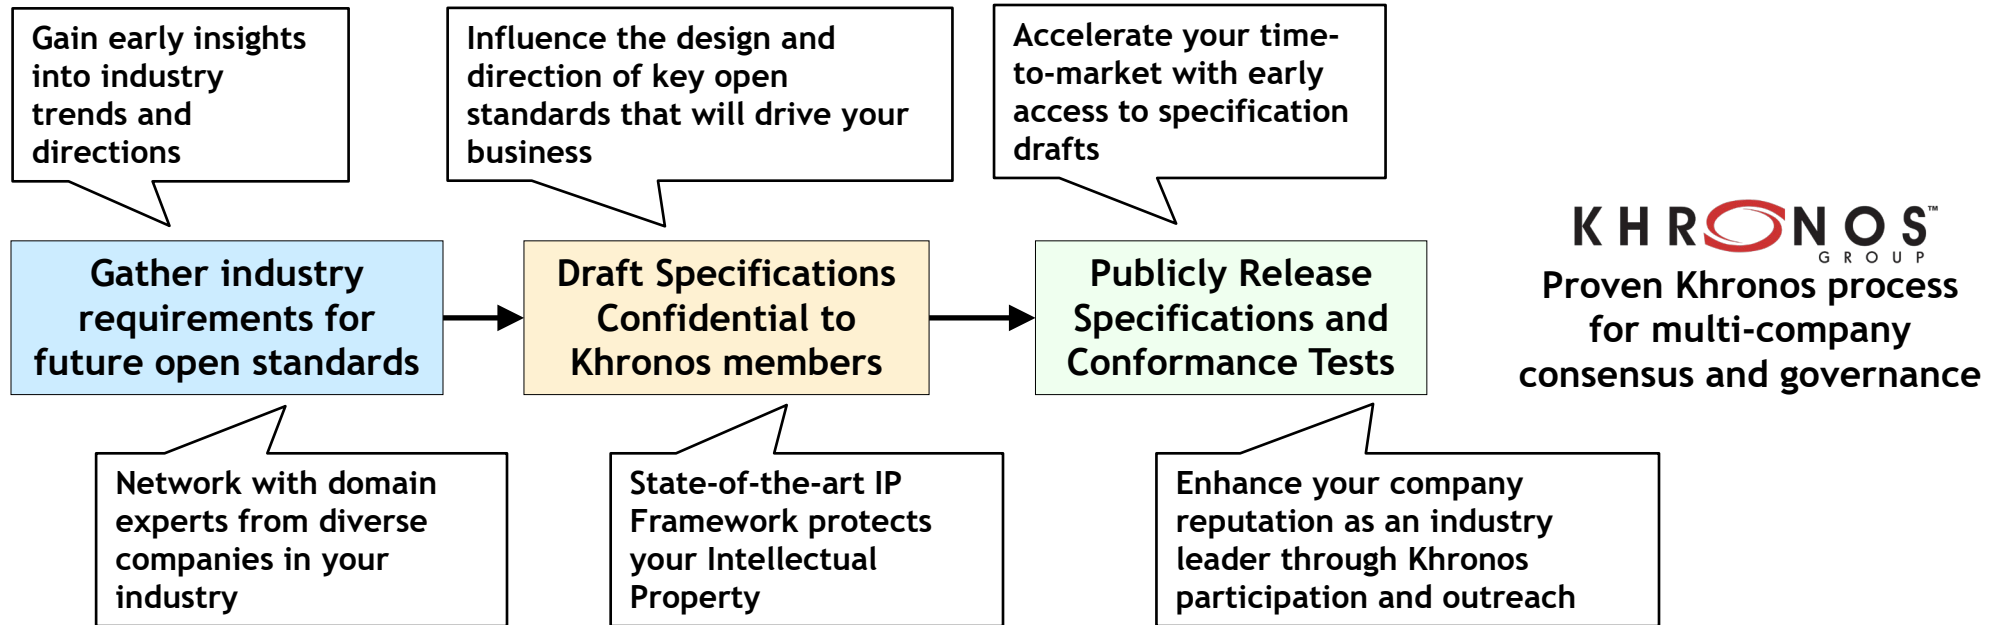 Gain early insights
into industry
trends and
directions
Influence the design and
direction of key open
standards that will drive your
business
Accelerate your time-
to-market with early
access to specification
drafts
Gather industry
requirements for
future open standards
Draft Specifications
Confidential to
Khronos members
Publicly Release
Specifications and
Conformance Tests
KHRONOS™
GROUP
Proven Khronos process
for multi-company
consensus and governance
Network with domain
experts from diverse
companies in your
industry
State-of-the-art IP
Framework protects
your Intellectual
Property
Enhance your company
reputation as an industry
leader through Khronos
participation and outreach